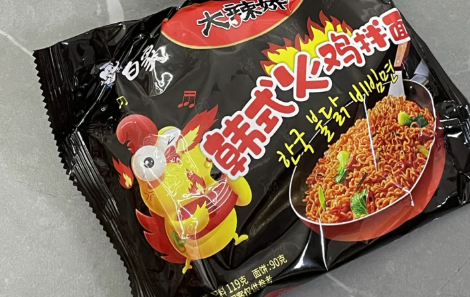 大辣娇
白象
韩式火鸡拌面
한국 불닭 비빔면
料119克 面饼:90克